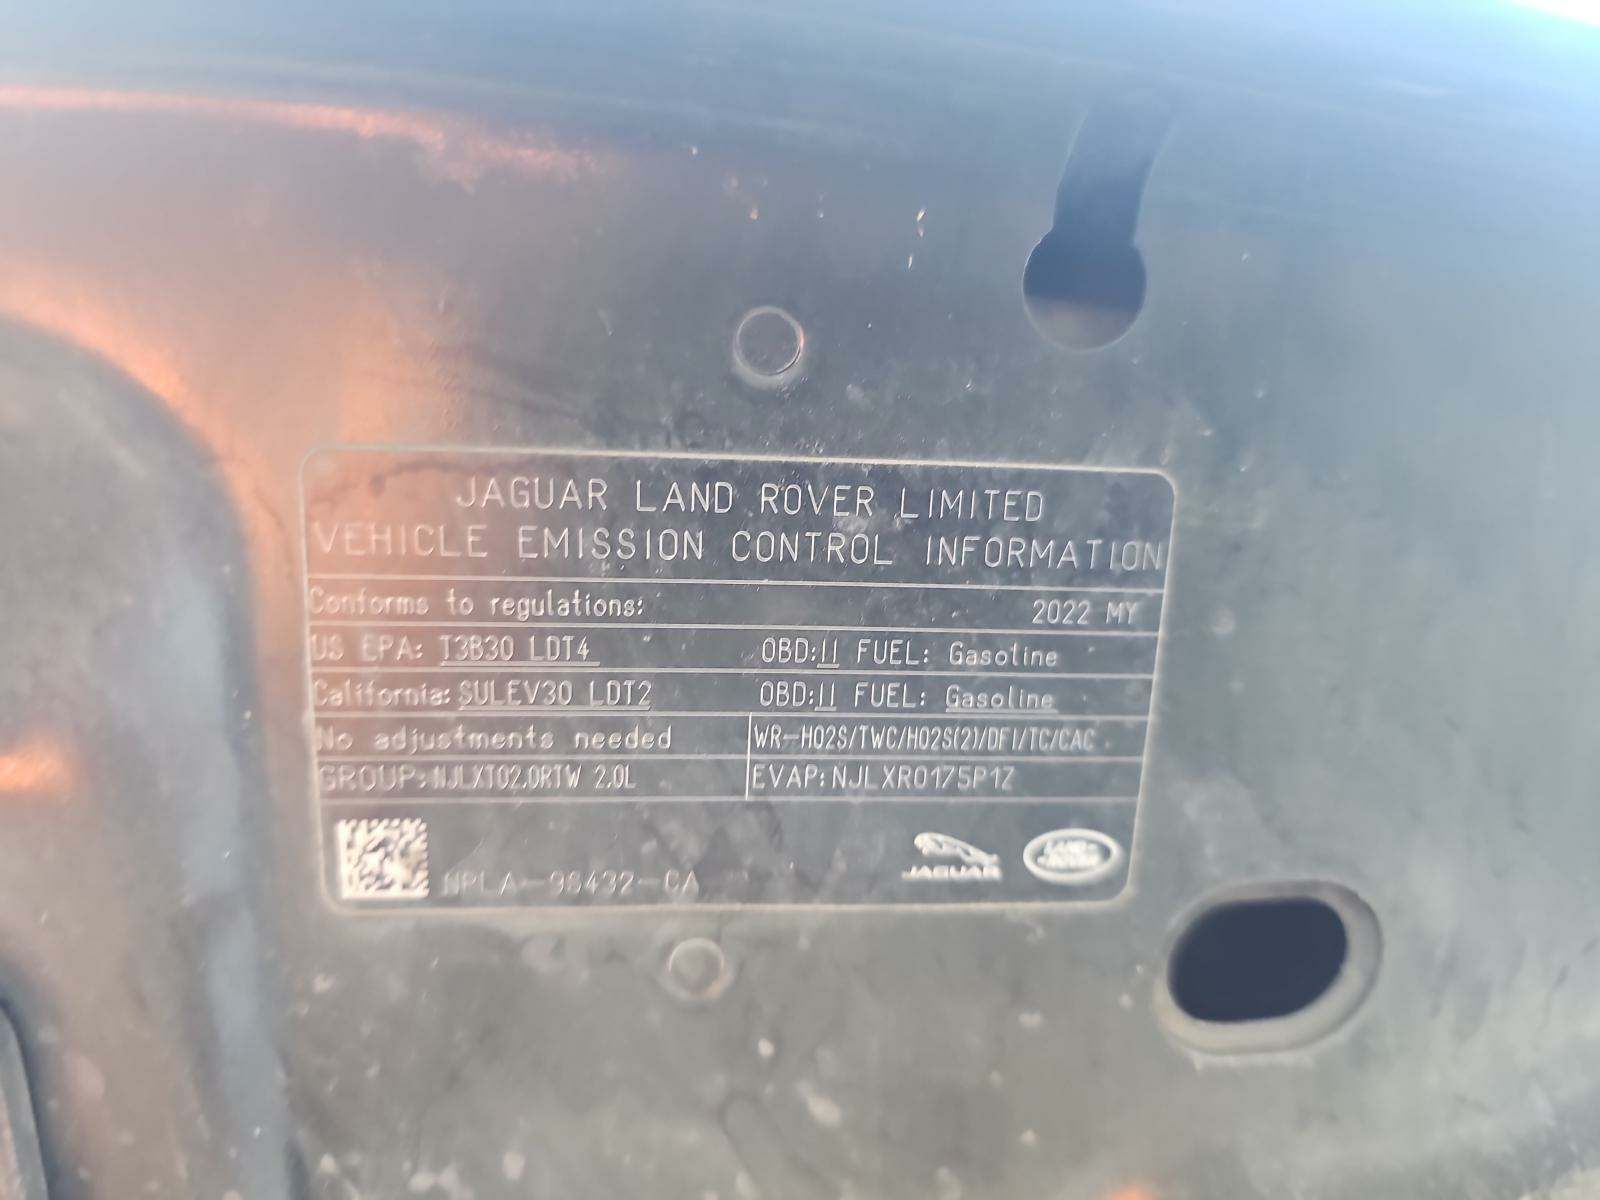 JAGUAR LAND ROVER LIMITED
VEHICLE EMISSION CONTROL INFORMATION
Conforms to regulations: 2022 MY
US EPA: T3B30 LDT4 OBD:II FUEL: Gasoline
California: SULEV30 LDT2 OBD:II FUEL: Gasoline
No adjustments needed WR-HO2S/TWC/HO2S(2)/DFI/TC/CAC
GROUP:NJLXT02.0RTW 2.0L EVAP:NJLXR0175P1Z
NPLA-9S432-CA
JAGUAR
LAND ROVER